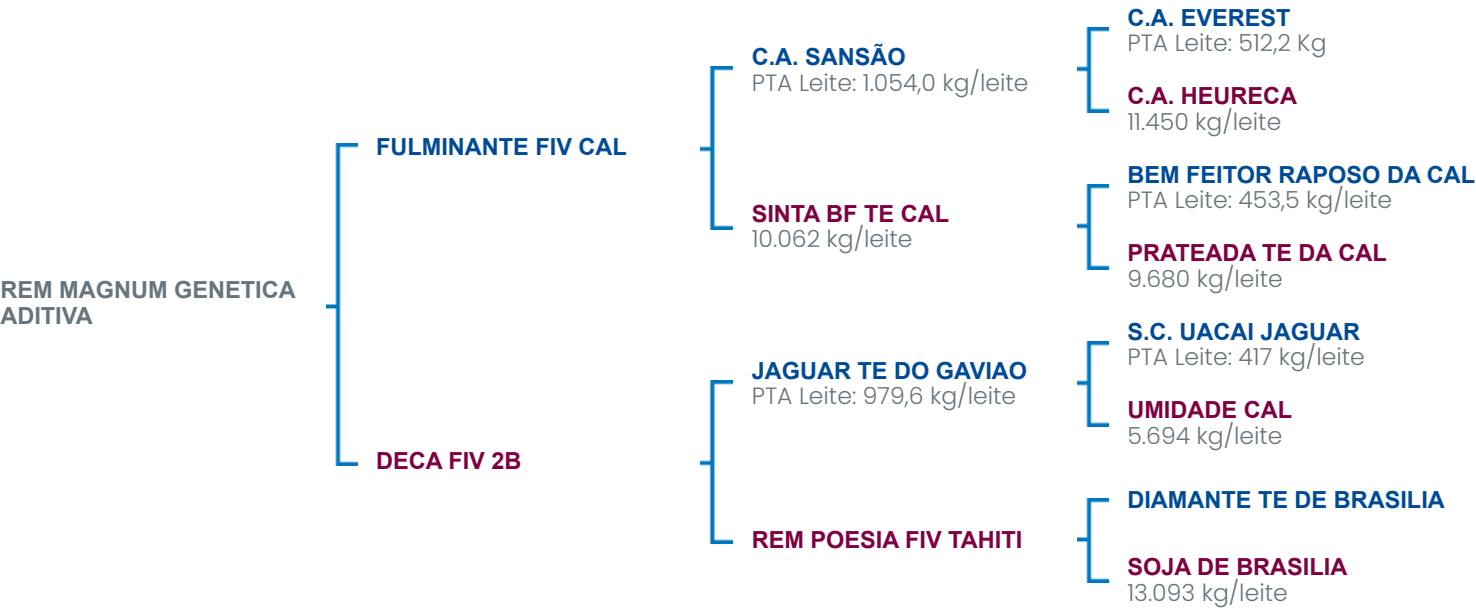 REM MAGNUM GENETICA
ADITIVA
FULMINANTE FIV CAL
DECA FIV 2B
C.A. SANSÃO
PTA Leite: 1.054,0 kg/leite
SINTA BF TE CAL
10.062 kg/leite
JAGUAR TE DO GAVIAO
PTA Leite: 979,6 kg/leite
REM POESIA FIV TAHITI
C.A. EVEREST
PTA Leite: 512,2 Kg
C.A. HEURECA
11.450 kg/leite
BEM FEITOR RAPOSO DA CAL
PTA Leite: 453,5 kg/leite
PRATEADA TE DA CAL
9.680 kg/leite
S.C. UACAI JAGUAR
PTA Leite: 417 kg/leite
UMIDADE CAL
5.694 kg/leite
DIAMANTE TE DE BRASILIA
SOJA DE BRASILIA
13.093 kg/leite